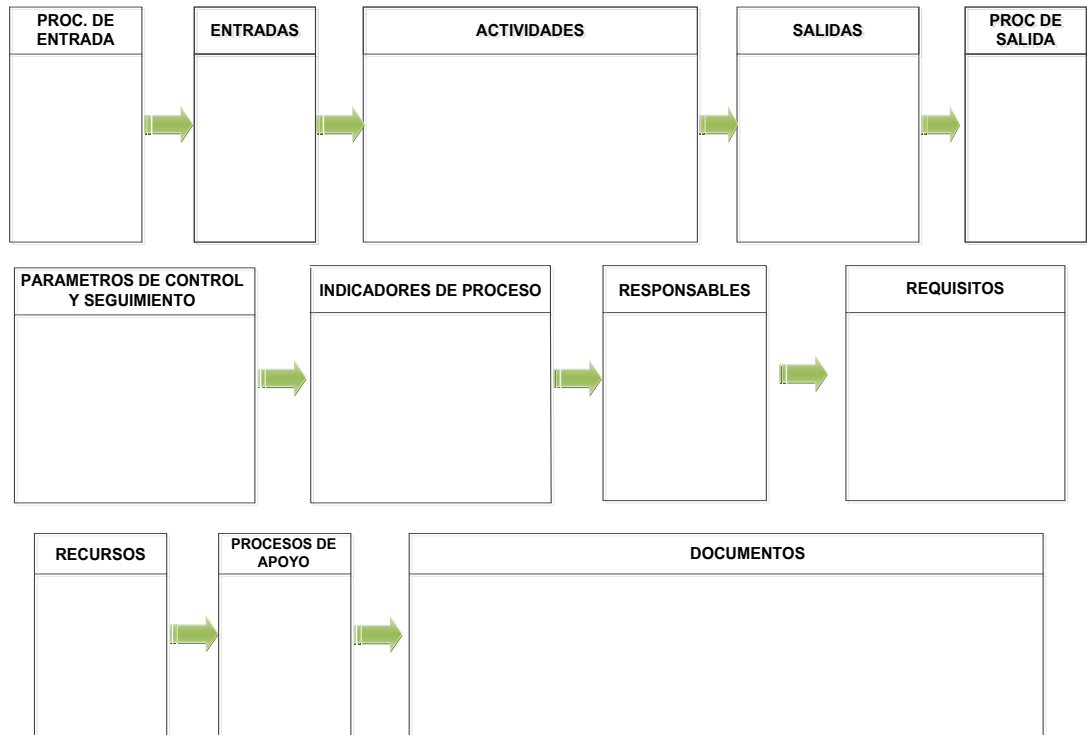 PROC. DE
ENTRADA
ENTRADAS
ACTIVIDADES
SALIDAS
PROC DE
SALIDA
PARAMETROS DE CONTROL
Y SEGUIMIENTO
INDICADORES DE PROCESO
RESPONSABLES
REQUISITOS
RECURSOS
PROCESOS DE
APOYO
DOCUMENTOS